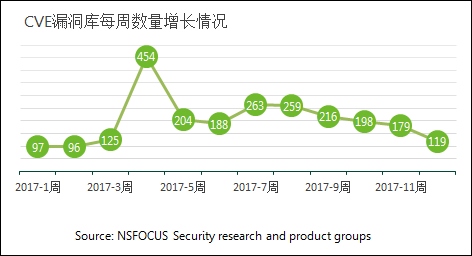 CVE漏洞库每周数量增长情况
97 96 125 454 204 188 263 259 216 198 179 119
2017-1周 2017-3周 2017-5周 2017-7周 2017-9周 2017-11周
Source: NSFOCUS Security research and product groups